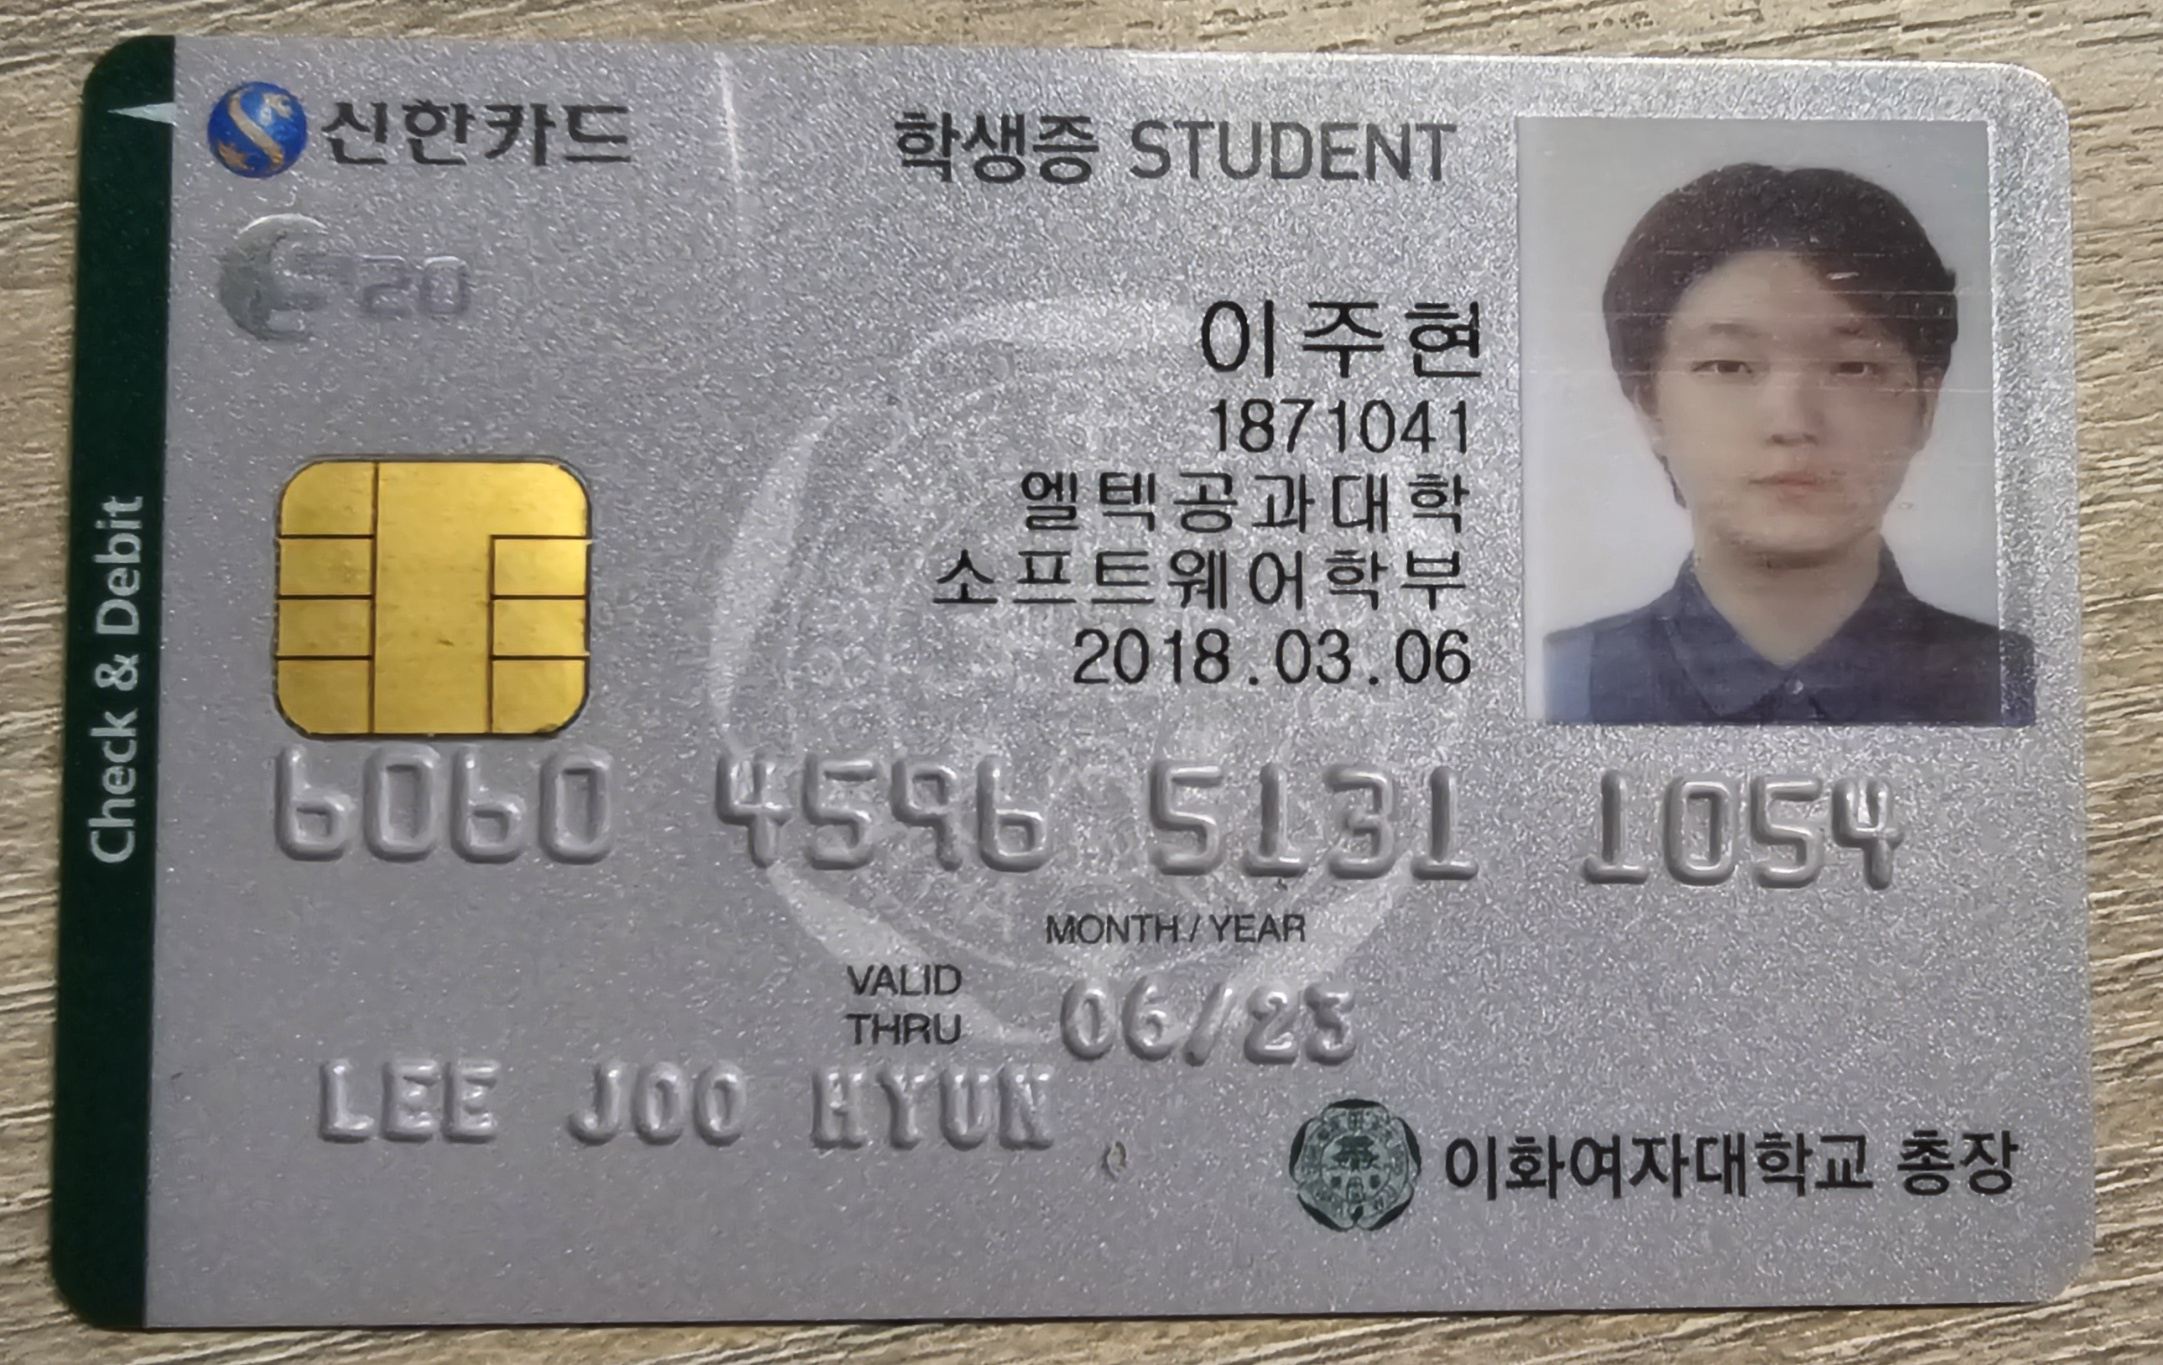 신한카드
학생증 STUDENT
S20
이주현
1871041
엘텍공과대학
소프트웨어학부
2018.03.06
Check & Debit
6060 4596 5131 1054
MONTH / YEAR
VALID THRU 06/23
LEE JOO HYUN
이화여자대학교 총장